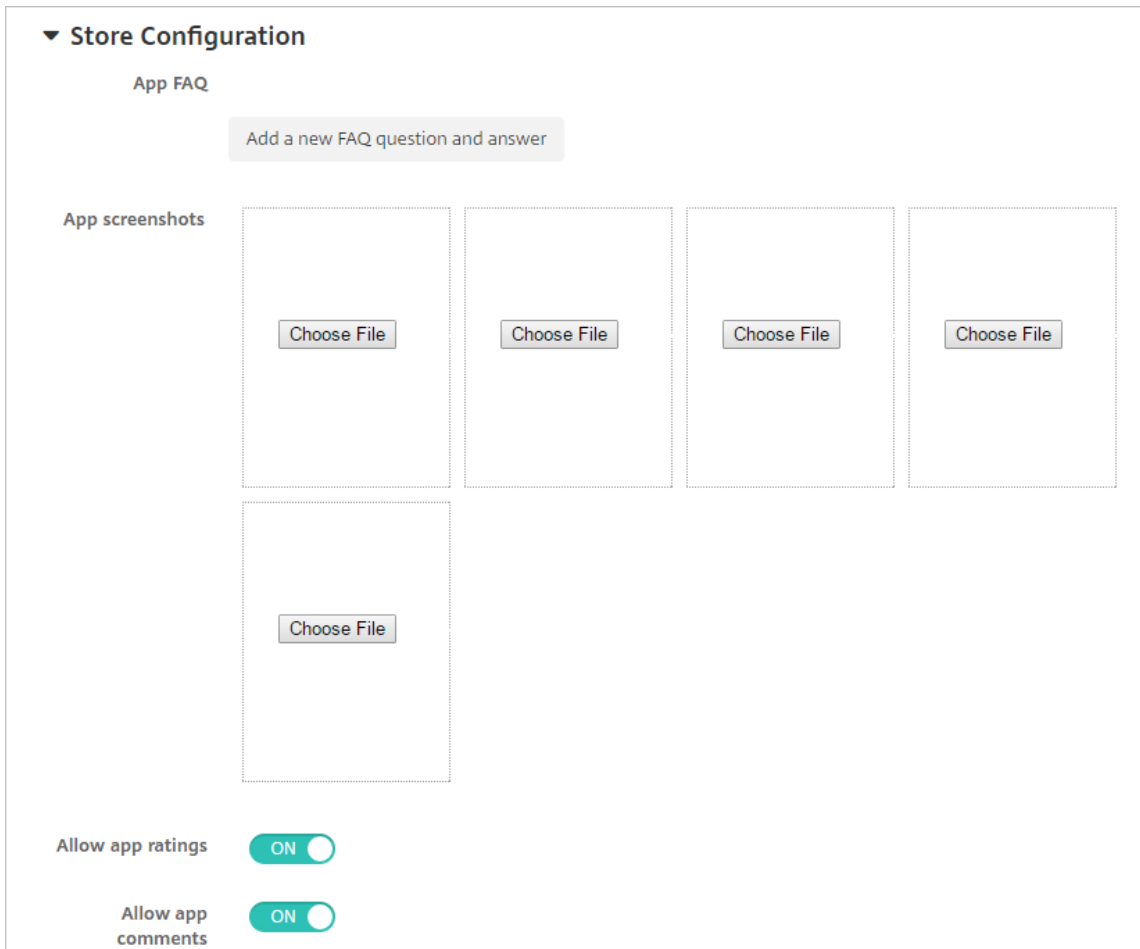 Store Configuration
App FAQ
Add a new FAQ question and answer
App screenshots
Choose File
Choose File
Choose File
Choose File
Choose File
Allow app ratings
ON
Allow app
comments
ON